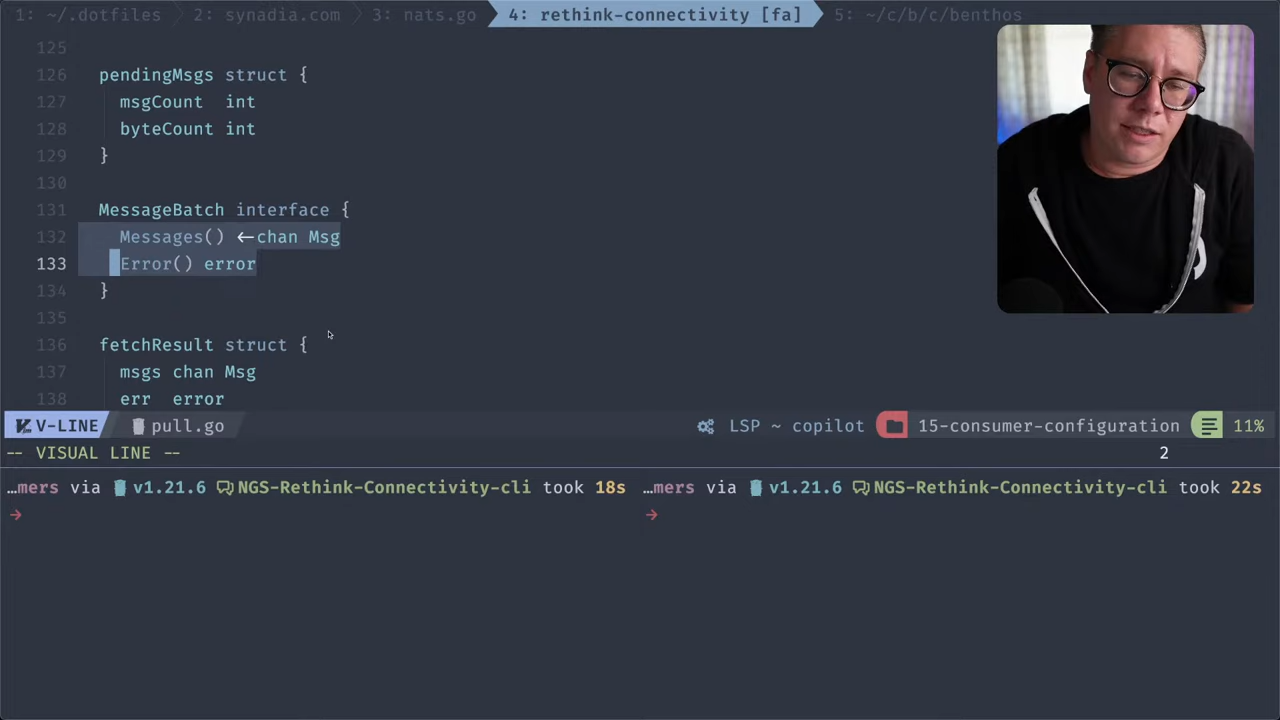 1: ~/.dotfiles 2: synadia.com 3: nats.go 4: rethink-connectivity [fa] 5: ~/c/b/c/benthos
125
126 pendingMsgs struct {
127 msgCount int
128 byteCount int
129 }
130
131 MessageBatch interface {
132 Messages() <-chan Msg
133 Error() error
134 }
135
136 fetchResult struct {
137 msgs chan Msg
138 err error
V-LINE pull.go LSP ~ copilot 15-consumer-configuration 11%
-- VISUAL LINE -- 2
…mers via v1.21.6 NGS-Rethink-Connectivity-cli took 18s
→
…mers via v1.21.6 NGS-Rethink-Connectivity-cli took 22s
→